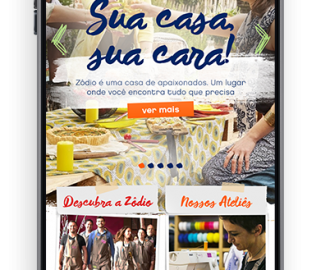 Sua casa,
sua cara!
Zôdio é uma casa de apaixonados. Um lugar
onde você encontra tudo que precisa
ver mais
Descubra a Zôdio
Nossos Ateliês